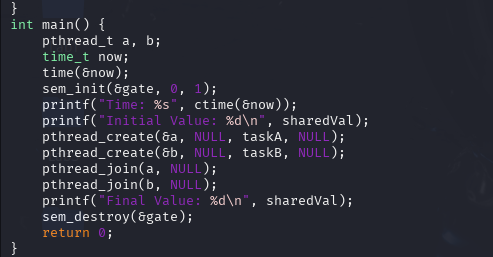 }
int main() {
    pthread_t a, b;
    time_t now;
    time(&now);
    sem_init(&gate, 0, 1);
    printf("Time: %s", ctime(&now));
    printf("Initial Value: %d\n", sharedVal);
    pthread_create(&a, NULL, taskA, NULL);
    pthread_create(&b, NULL, taskB, NULL);
    pthread_join(a, NULL);
    pthread_join(b, NULL);
    printf("Final Value: %d\n", sharedVal);
    sem_destroy(&gate);
    return 0;
}